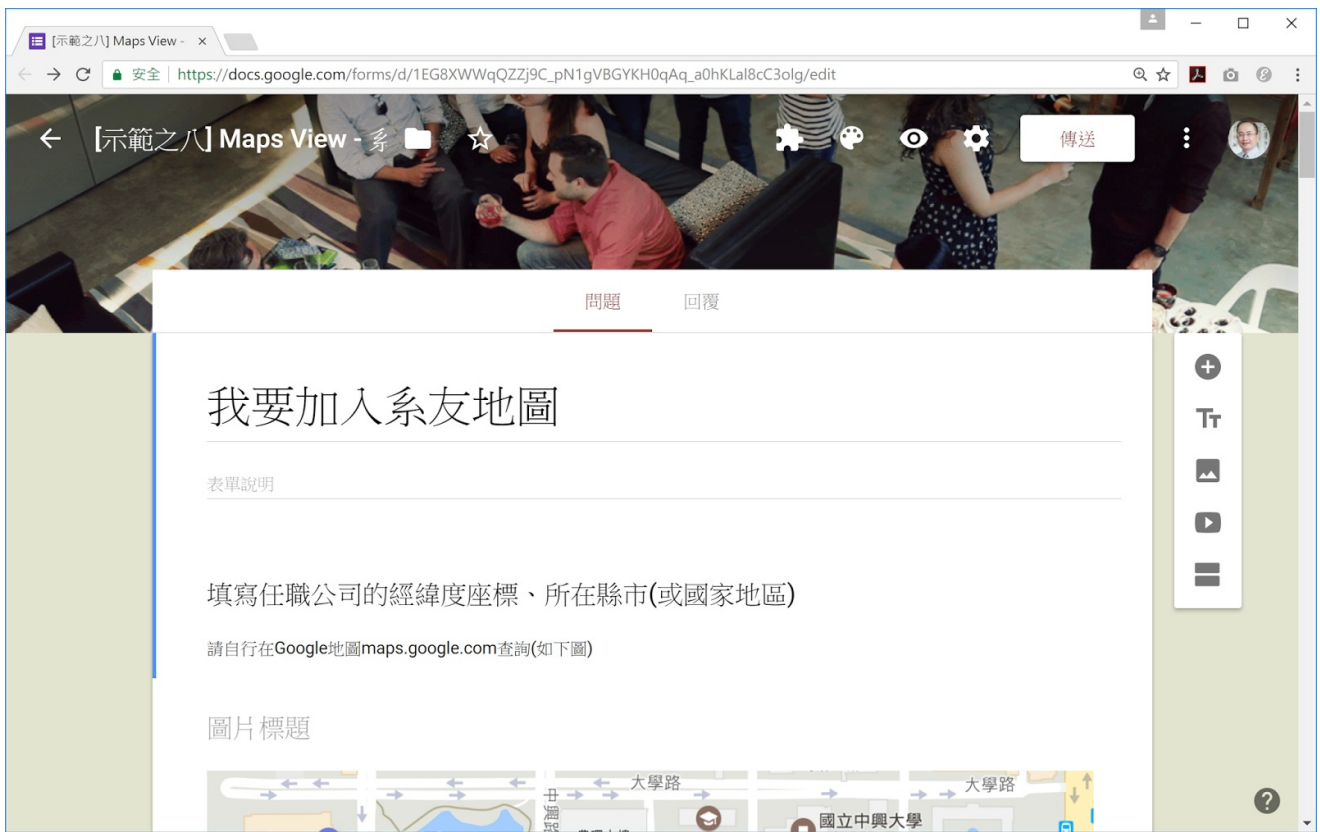 [示範之八] Maps View -
安全 | https://docs.google.com/forms/d/1EG8XWWqQZZj9C_pN1gVBGYKH0qAq_a0hKLal8cC3olg/edit
[示範之八] Maps View - 系
傳送
問題 回覆
我要加入系友地圖
表單說明
填寫任職公司的經緯度座標、所在縣市(或國家地區)
請自行在Google地圖maps.google.com查詢(如下圖)
圖片標題
大學路 大學路
中興路
國立中興大學